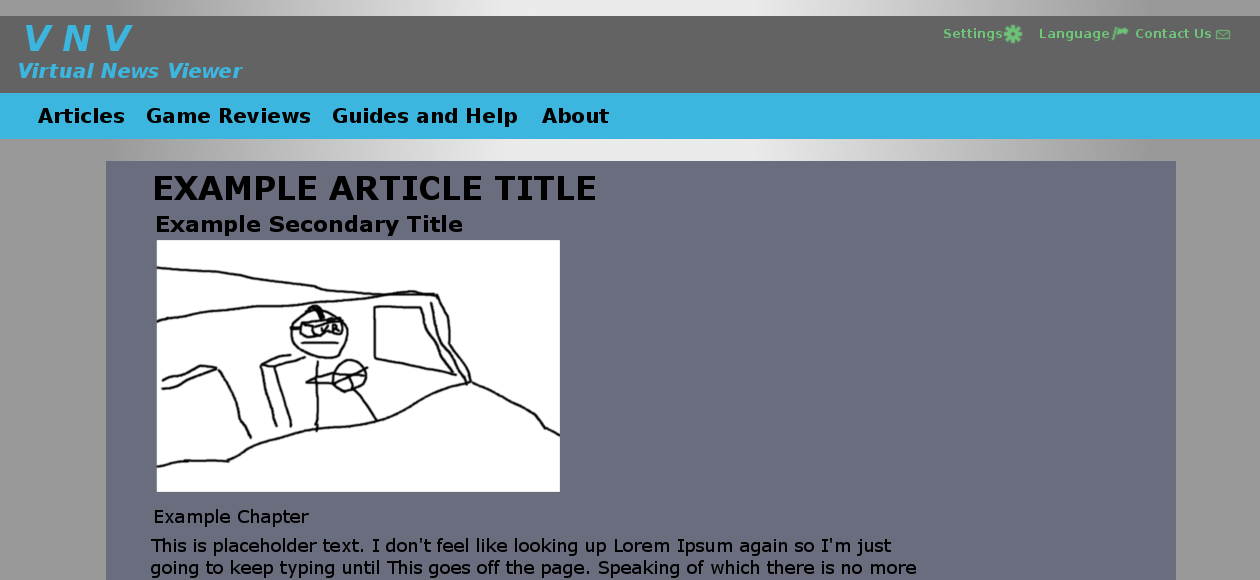 V N V
Virtual News Viewer
Settings Language Contact Us
Articles Game Reviews Guides and Help About
EXAMPLE ARTICLE TITLE
Example Secondary Title
VR
Example Chapter
This is placeholder text. I don't feel like looking up Lorem Ipsum again so I'm just
going to keep typing until This goes off the page. Speaking of which there is no more